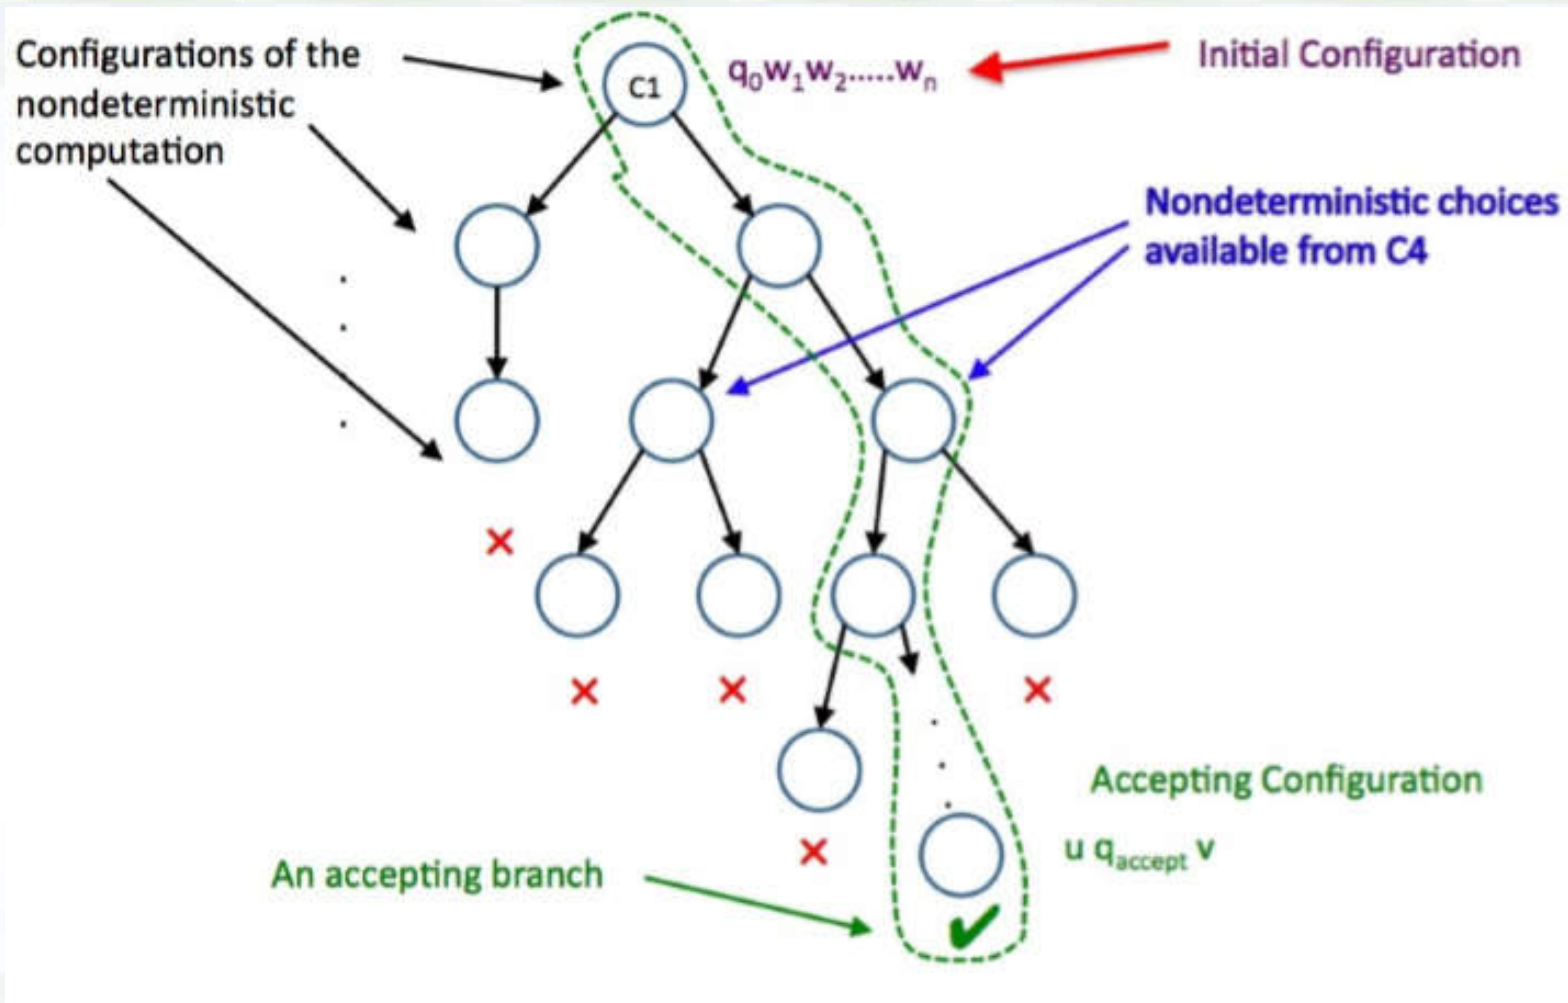 Configurations of the
nondeterministic
computation
C1
q₀w₁w₂.....wₙ
Initial Configuration
Nondeterministic choices
available from C4
Accepting Configuration
u q_accept v
An accepting branch